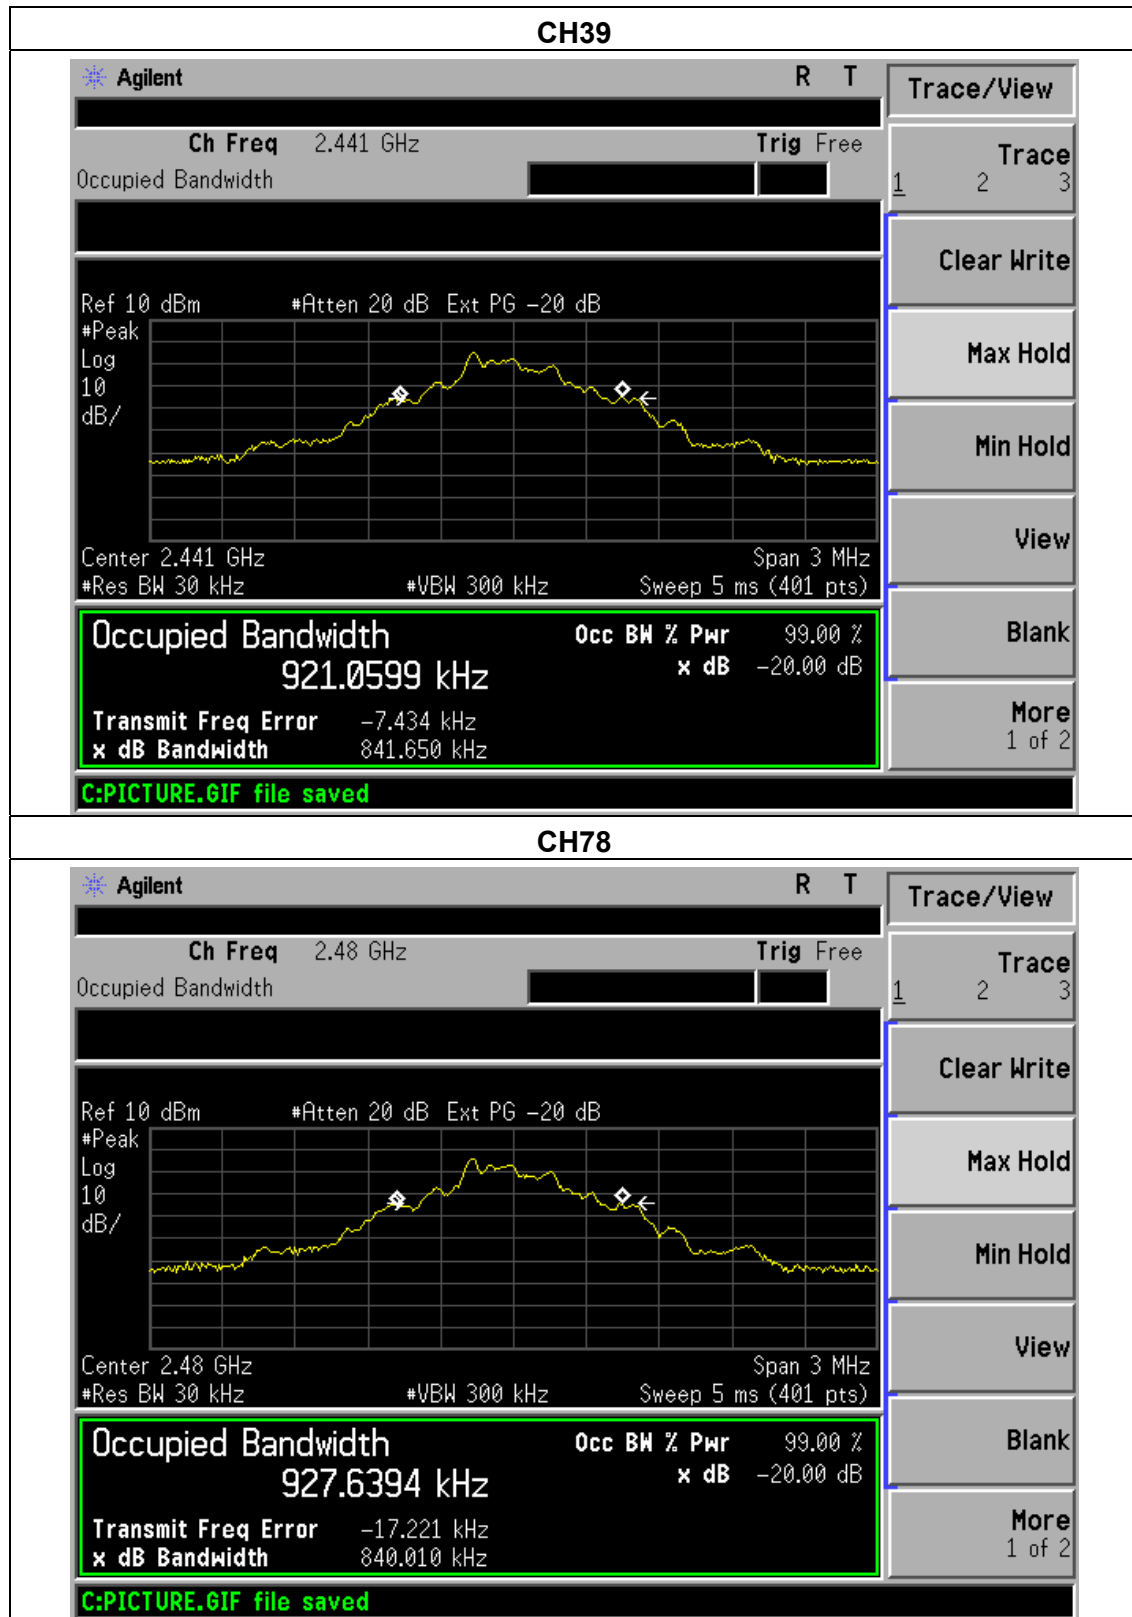 CH39
Agilent R T
Trace/View
Ch Freq 2.441 GHz Trig Free
Occupied Bandwidth
Trace
1 2 3
Clear Write
Ref 10 dBm #Atten 20 dB Ext PG −20 dB
#Peak
Log
10
dB/
Max Hold
Min Hold
View
Center 2.441 GHz Span 3 MHz
#Res BW 30 kHz #VBW 300 kHz Sweep 5 ms (401 pts)
Occupied Bandwidth Occ BW % Pwr 99.00 %
921.0599 kHz x dB −20.00 dB
Blank
Transmit Freq Error −7.434 kHz
x dB Bandwidth 841.650 kHz
More
1 of 2
C:PICTURE.GIF file saved
CH78
Agilent R T
Trace/View
Ch Freq 2.48 GHz Trig Free
Occupied Bandwidth
Trace
1 2 3
Clear Write
Ref 10 dBm #Atten 20 dB Ext PG −20 dB
#Peak
Log
10
dB/
Max Hold
Min Hold
View
Center 2.48 GHz Span 3 MHz
#Res BW 30 kHz #VBW 300 kHz Sweep 5 ms (401 pts)
Occupied Bandwidth Occ BW % Pwr 99.00 %
927.6394 kHz x dB −20.00 dB
Blank
Transmit Freq Error −17.221 kHz
x dB Bandwidth 840.010 kHz
More
1 of 2
C:PICTURE.GIF file saved